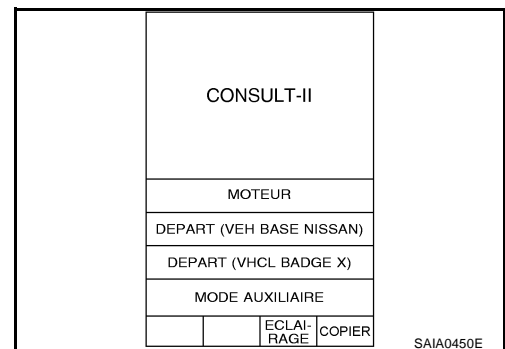 CONSULT-II
MOTEUR
DEPART (VEH BASE NISSAN)
DEPART (VHCL BADGE X)
MODE AUXILIAIRE
ECLAI-
RAGE
COPIER
SAIA0450E